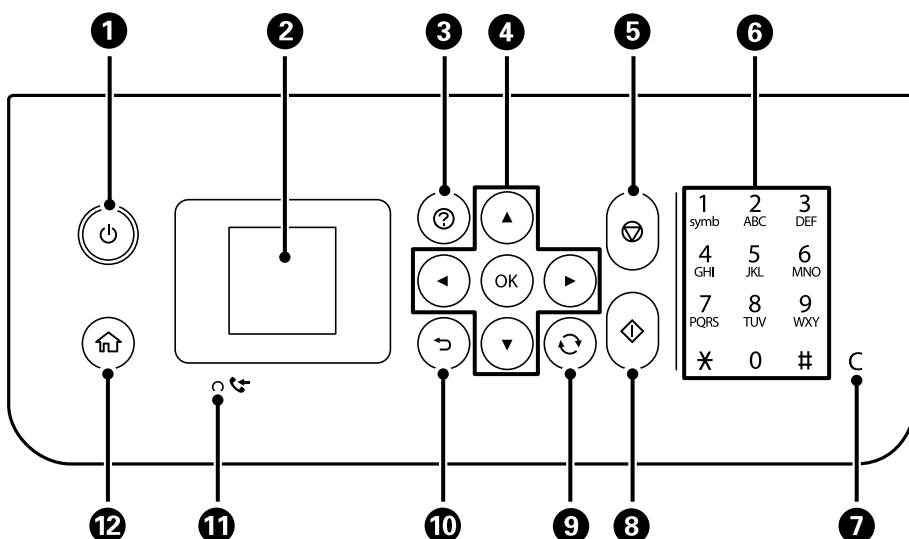 1 2 3 4 5 6
1 2 3
symb ABC DEF
OK
4 5 6
GHI JKL MNO
7 8 9
PQRS TUV WXY
* 0 #
C
12 11 10 9 8 7